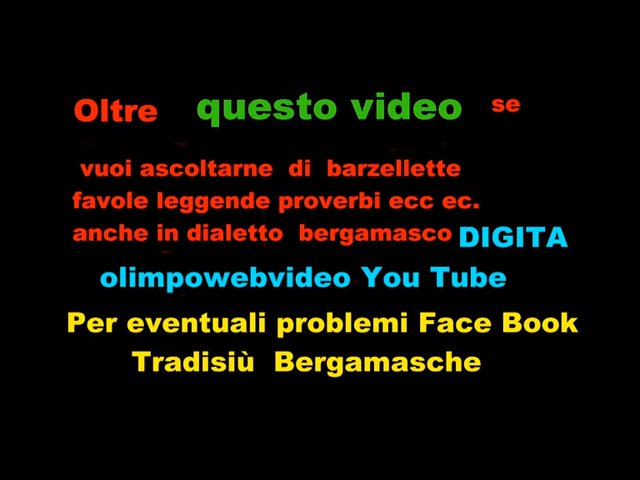 Oltre questo video se
vuoi ascoltarne di barzellette
favole leggende proverbi ecc ec.
anche in dialetto bergamasco DIGITA
olimpowebvideo You Tube
Per eventuali problemi Face Book
Tradisiù Bergamasche